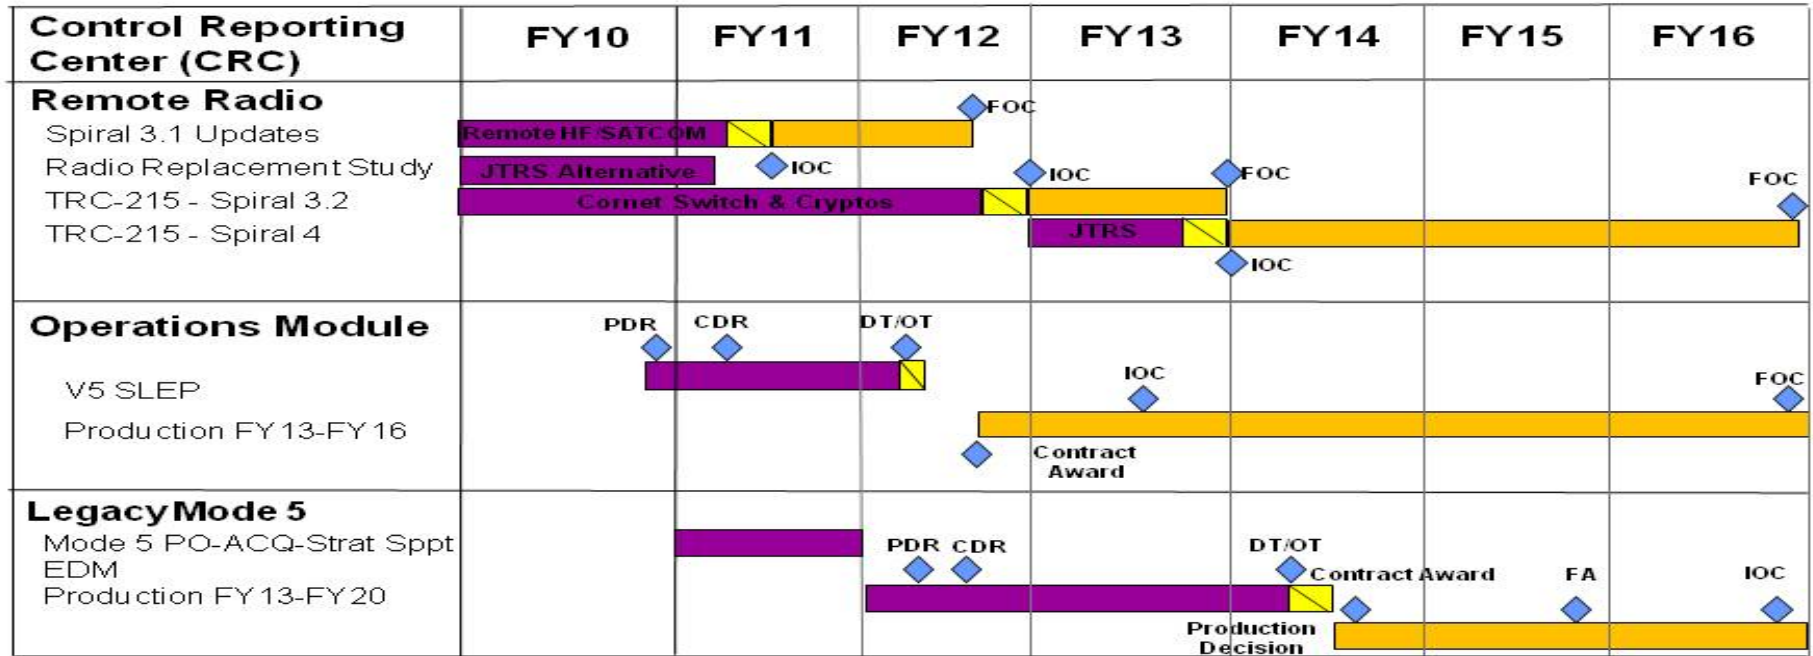 Control Reporting
Center (CRC)
FY10 FY11 FY12 FY13 FY14 FY15 FY16
Remote Radio
FOC
Spiral 3.1 Updates
Remote HF/SATCOM
Radio Replacement Study
JTRS Alternative
IOC
IOC
FOC
FOC
TRC-215 - Spiral 3.2
Cornet Switch & Cryptos
TRC-215 - Spiral 4
JTRS
IOC
Operations Module
PDR
CDR
DT/OT
V5 SLEP
IOC
FOC
Production FY13-FY16
Contract
Award
Legacy Mode 5
Mode 5 PO-ACQ-Strat Sppt
PDR CDR
DT/OT
EDM
Contract Award
FA
IOC
Production FY13-FY20
Production
Decision